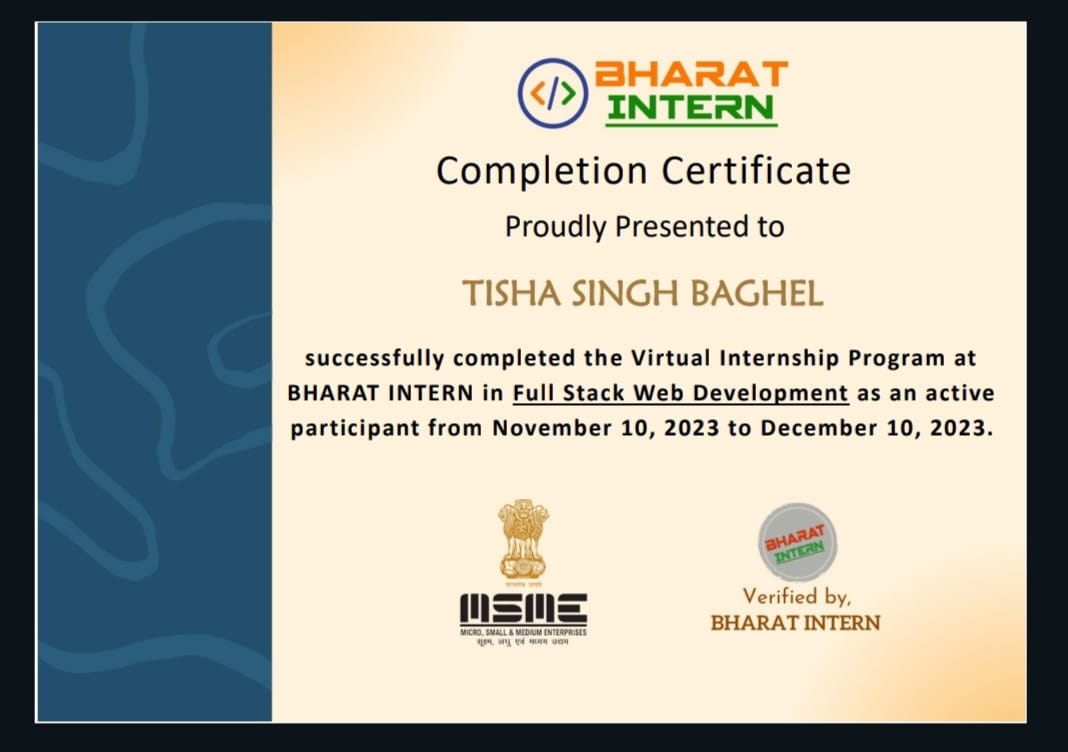 </>
BHARAT
INTERN
Completion Certificate
Proudly Presented to
TISHA SINGH BAGHEL
successfully completed the Virtual Internship Program at
BHARAT INTERN in Full Stack Web Development as an active
participant from November 10, 2023 to December 10, 2023.
सत्यमेव जयते
MSME
MICRO, SMALL & MEDIUM ENTERPRISES
सूक्ष्म, लघु एवं मध्यम उद्यम
BHARAT
INTERN
Verified by,
BHARAT INTERN